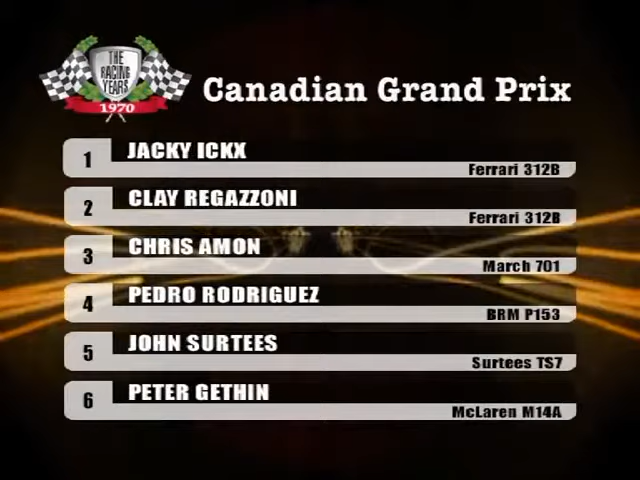 THE
RACING
YEARS
1970
Canadian Grand Prix
1 JACKY ICKX
Ferrari 312B
2 CLAY REGAZZONI
Ferrari 312B
3 CHRIS AMON
March 701
4 PEDRO RODRIGUEZ
BRM P153
5 JOHN SURTEES
Surtees TS7
6 PETER GETHIN
McLaren M14A